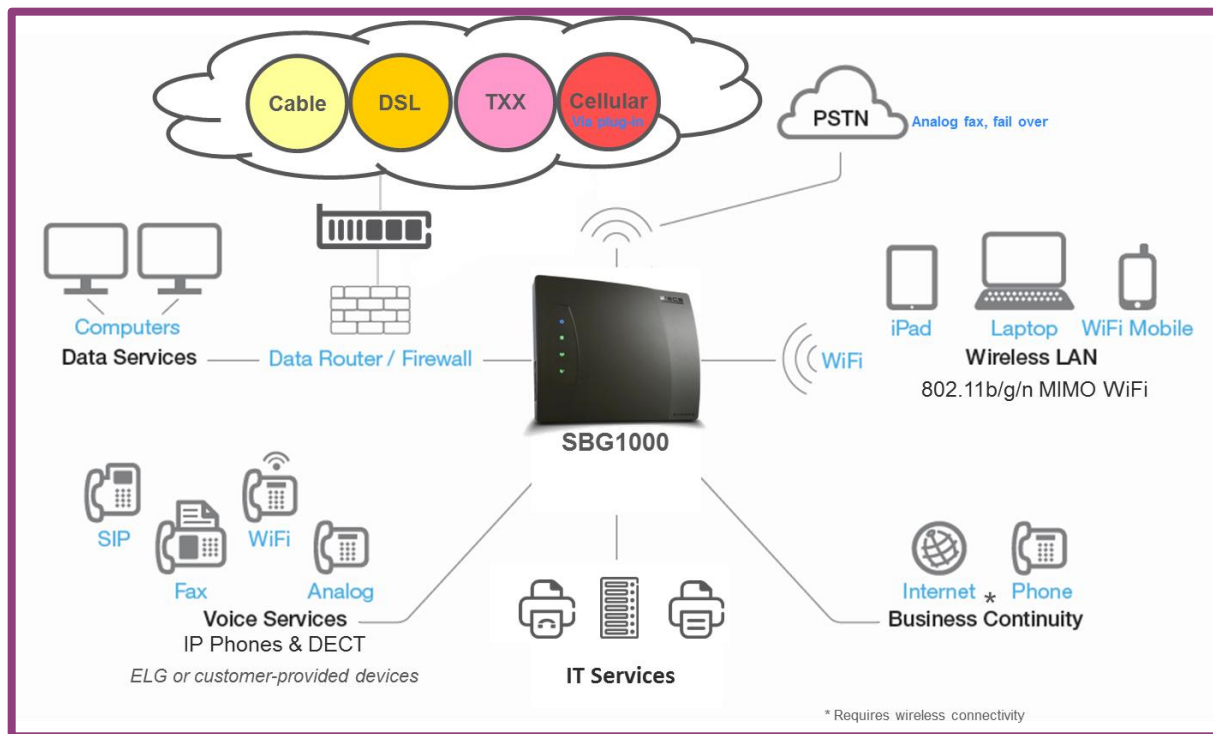 Cable
DSL
TXX
Cellular
Via plug-in
PSTN
Analog fax, fail over
Computers
Data Services
Data Router / Firewall
WiFi
iPad
Laptop
WiFi Mobile
Wireless LAN
802.11b/g/n MIMO WiFi
SBG1000
SIP
Fax
WiFi
Analog
Voice Services
IP Phones & DECT
ELG or customer-provided devices
IT Services
Internet
*
Phone
Business Continuity
* Requires wireless connectivity